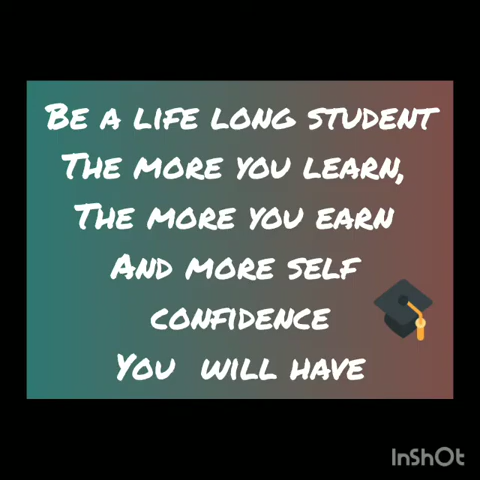 Be a life long student
The more you learn,
The more you earn
And more self
confidence
You will have
InShOt